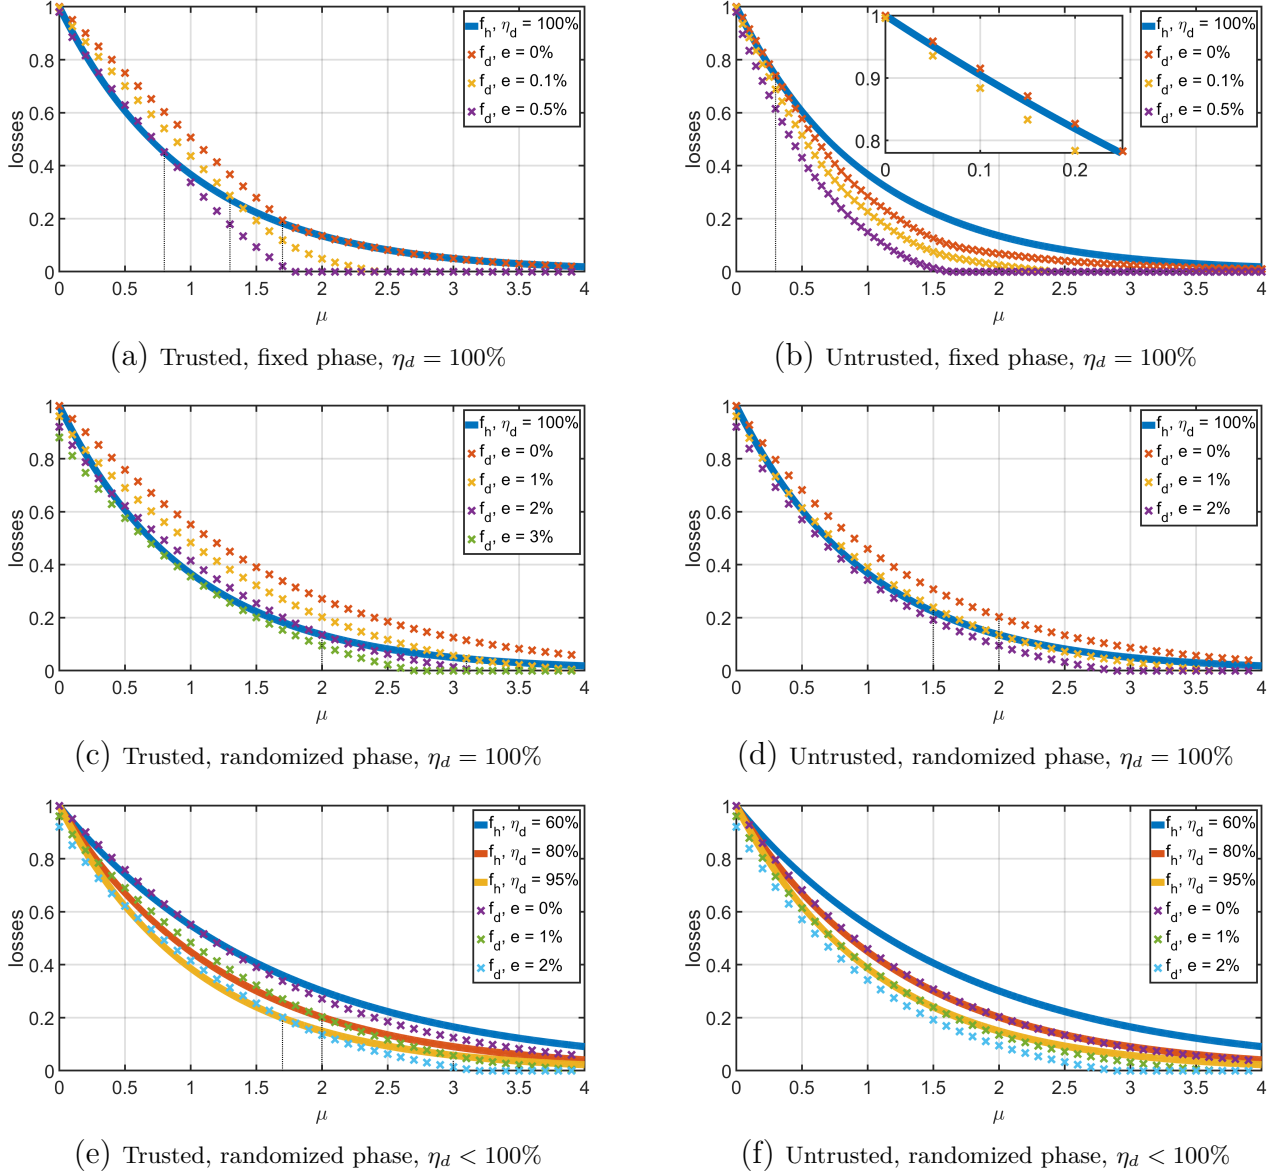 losses
1
0.8
0.6
0.4
0.2
0
0 0.5 1 1.5 2 2.5 3 3.5 4
μ
f_h, η_d = 100%
f_d, e = 0%
f_d, e = 0.1%
f_d, e = 0.5%
(a) Trusted, fixed phase, η_d = 100%
losses
1
0.8
0.6
0.4
0.2
0
0 0.5 1 1.5 2 2.5 3 3.5 4
μ
1
0.9
0.8
0 0.1 0.2
f_h, η_d = 100%
f_d, e = 0%
f_d, e = 0.1%
f_d, e = 0.5%
(b) Untrusted, fixed phase, η_d = 100%
losses
1
0.8
0.6
0.4
0.2
0
0 0.5 1 1.5 2 2.5 3 3.5 4
μ
f_h, η_d = 100%
f_d, e = 0%
f_d, e = 1%
f_d, e = 2%
f_d, e = 3%
(c) Trusted, randomized phase, η_d = 100%
losses
1
0.8
0.6
0.4
0.2
0
0 0.5 1 1.5 2 2.5 3 3.5 4
μ
f_h, η_d = 100%
f_d, e = 0%
f_d, e = 1%
f_d, e = 2%
(d) Untrusted, randomized phase, η_d = 100%
losses
1
0.8
0.6
0.4
0.2
0
0 0.5 1 1.5 2 2.5 3 3.5 4
μ
f_h, η_d = 60%
f_h, η_d = 80%
f_h, η_d = 95%
f_d, e = 0%
f_d, e = 1%
f_d, e = 2%
(e) Trusted, randomized phase, η_d < 100%
losses
1
0.8
0.6
0.4
0.2
0
0 0.5 1 1.5 2 2.5 3 3.5 4
μ
f_h, η_d = 60%
f_h, η_d = 80%
f_h, η_d = 95%
f_d, e = 0%
f_d, e = 1%
f_d, e = 2%
(f) Untrusted, randomized phase, η_d < 100%